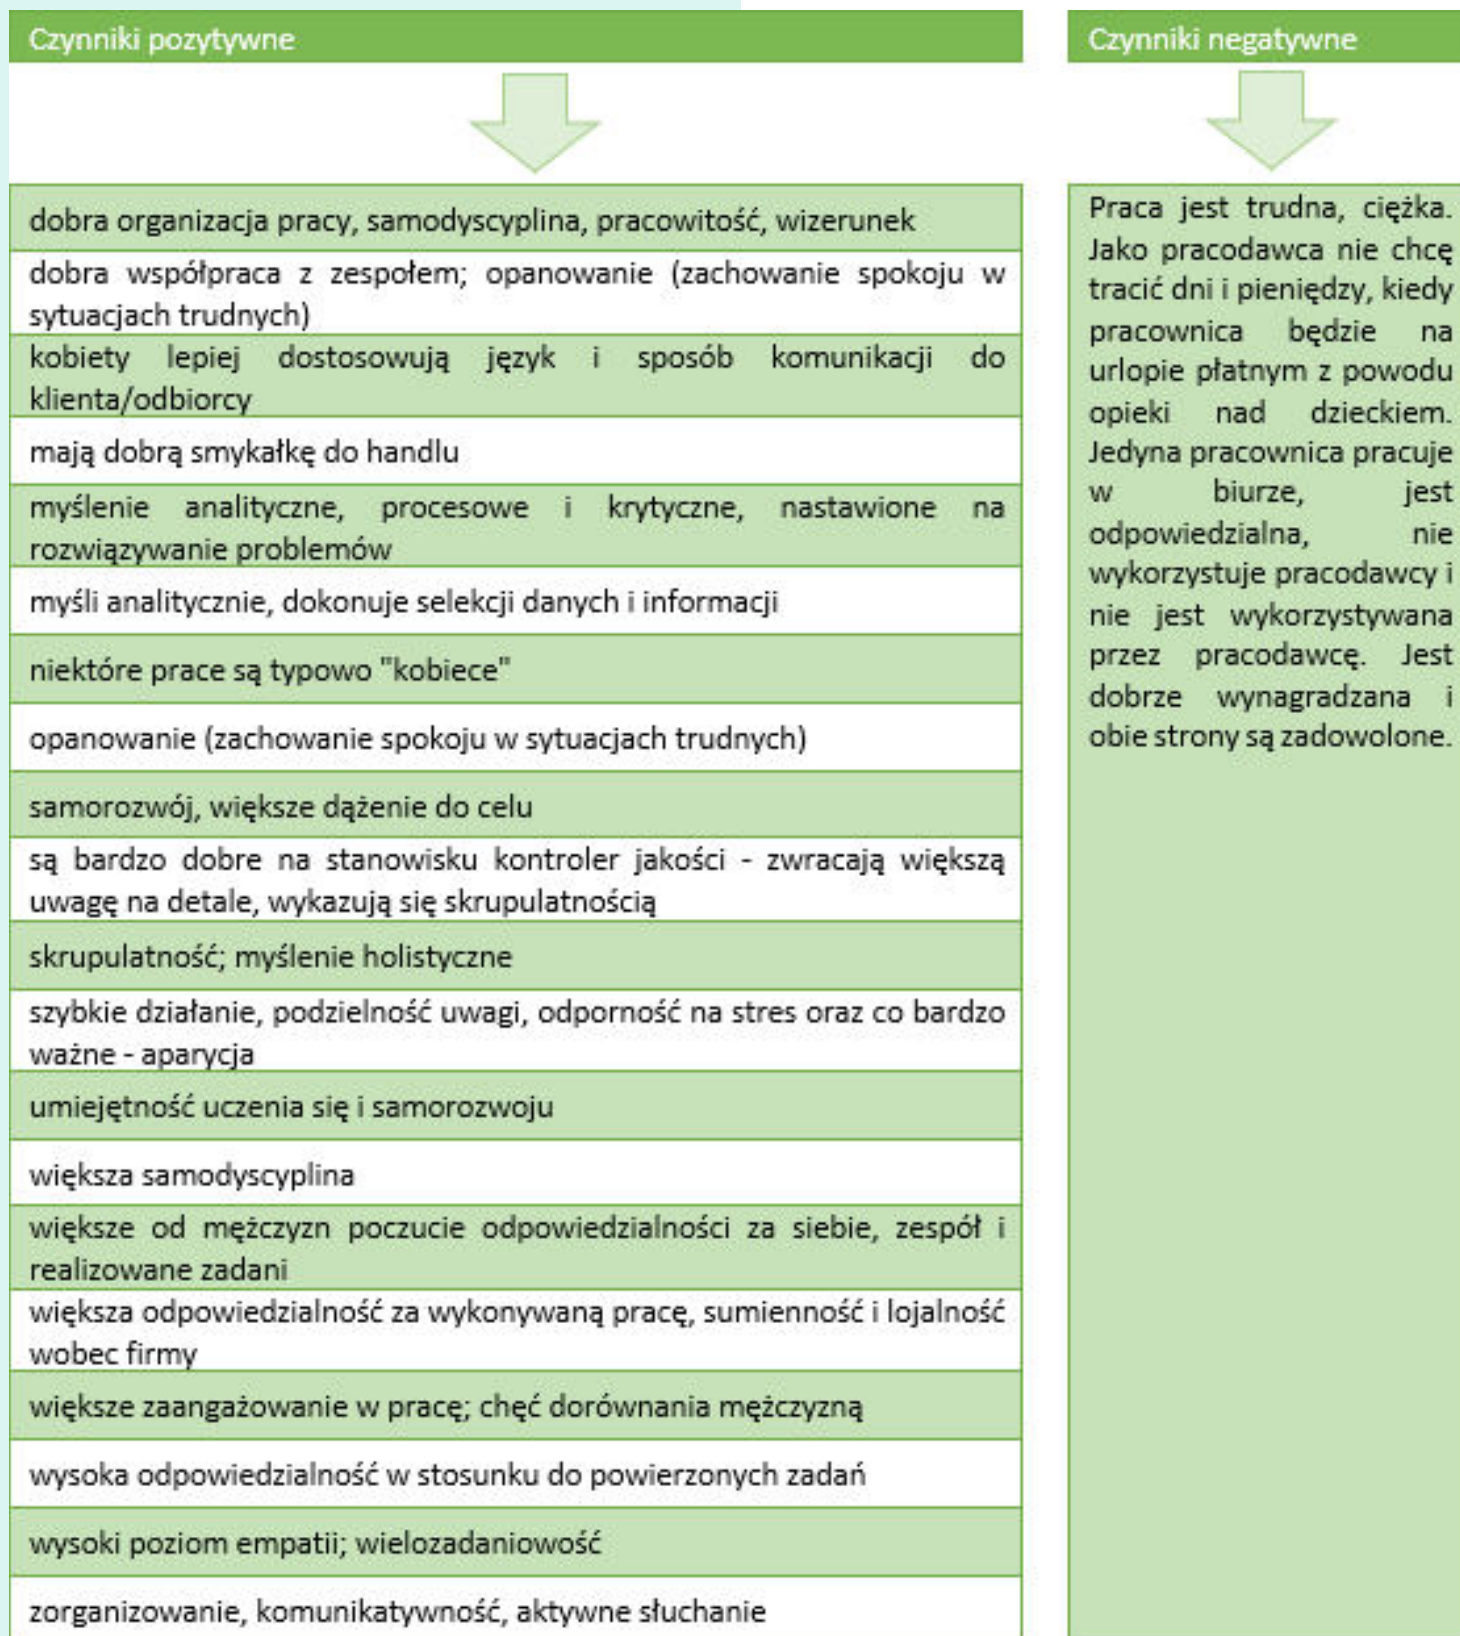 Czynniki pozytywne
dobra organizacja pracy, samodyscyplina, pracowitość, wizerunek
dobra współpraca z zespołem; opanowanie (zachowanie spokoju w
sytuacjach trudnych)
kobiety lepiej dostosowują język i sposób komunikacji do
klienta/odbiorcy
mają dobrą smykałkę do handlu
myślenie analityczne, procesowe i krytyczne, nastawione na
rozwiązywanie problemów
myśli analitycznie, dokonuje selekcji danych i informacji
niektóre prace są typowo "kobiece"
opanowanie (zachowanie spokoju w sytuacjach trudnych)
samorozwój, większe dążenie do celu
są bardzo dobre na stanowisku kontroler jakości - zwracają większą
uwagę na detale, wykazują się skrupulatnością
skrupulatność; myślenie holistyczne
szybkie działanie, podzielność uwagi, odporność na stres oraz co bardzo
ważne - aparycja
umiejętność uczenia się i samorozwoju
większa samodyscyplina
większe od mężczyzn poczucie odpowiedzialności za siebie, zespół i
realizowane zadani
większa odpowiedzialność za wykonywaną pracę, sumienność i lojalność
wobec firmy
większe zaangażowanie w pracę; chęć dorównania mężczyzną
wysoka odpowiedzialność w stosunku do powierzonych zadań
wysoki poziom empatii; wielozadaniowość
zorganizowanie, komunikatywność, aktywne słuchanie
Czynniki negatywne
Praca jest trudna, ciężka.
Jako pracodawca nie chcę
tracić dni i pieniędzy, kiedy
pracownica będzie na
urlopie płatnym z powodu
opieki nad dzieckiem.
Jedyna pracownica pracuje
w biurze, jest
odpowiedzialna, nie
wykorzystuje pracodawcy i
nie jest wykorzystywana
przez pracodawcę. Jest
dobrze wynagradzana i
obie strony są zadowolone.